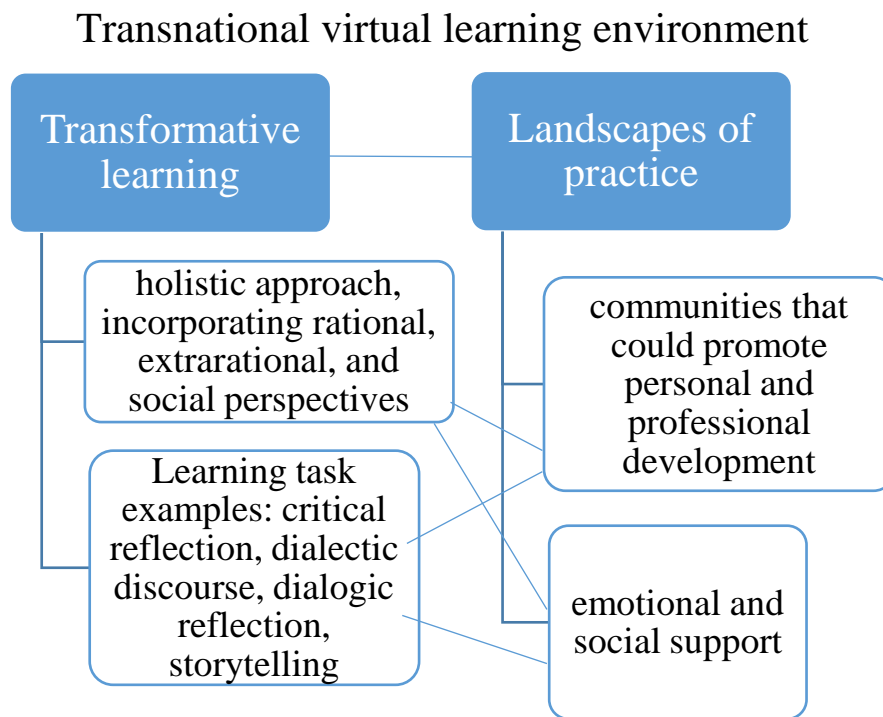 Transnational virtual learning environment
Transformative
learning
Landscapes of
practice
holistic approach,
incorporating rational,
extrarational, and
social perspectives
Learning task
examples: critical
reflection, dialectic
discourse, dialogic
reflection,
storytelling
communities that
could promote
personal and
professional
development
emotional and
social support